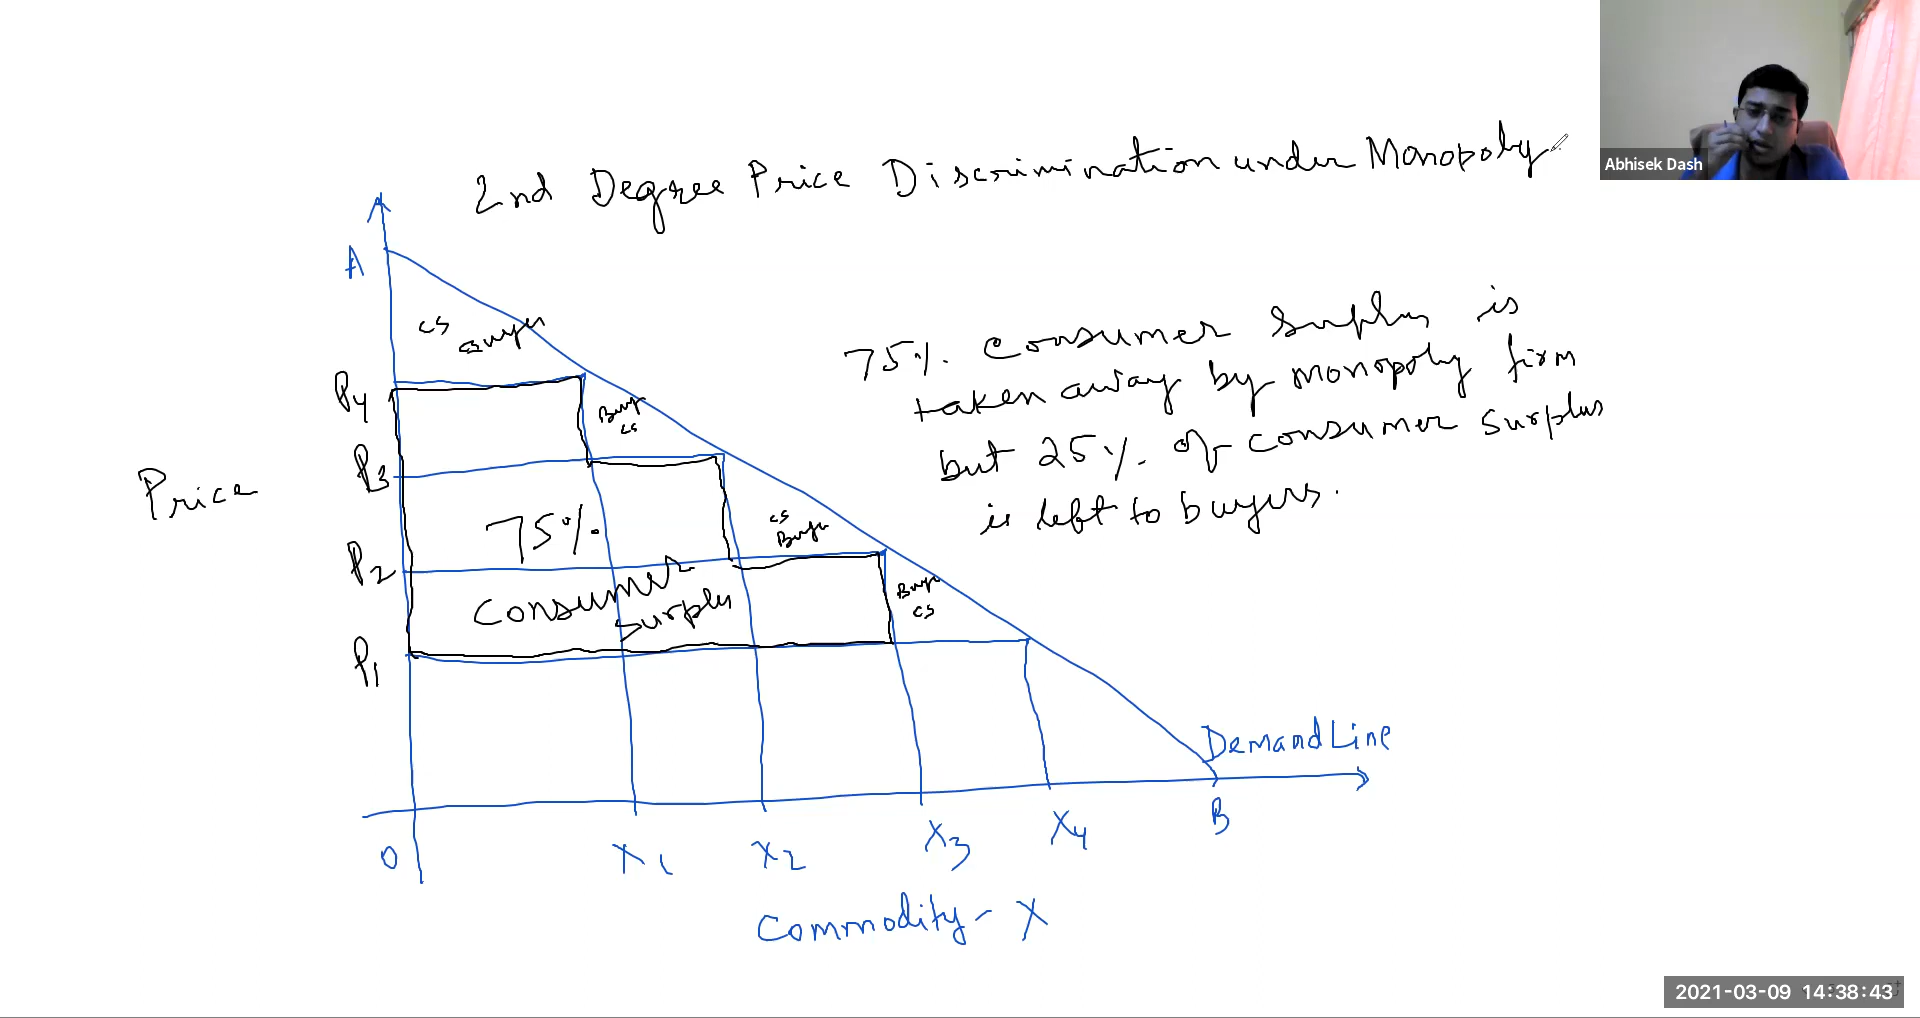 2nd Degree Price Discrimination under Monopoly
Abhisek Dash
A
CS
Buyer
P4
Buyr
CS
75%. Consumer Surplus is
taken away by monopoly firm
but 25%. of consumer surplus
is left to buyers.
P3
Price
75%.
CS
Buyer
P2
Consumer
Surplus
Buyr
CS
P1
Demand Line
O
X1
X2
X3
X4
B
Commodity - X
2021-03-09 14:38:43